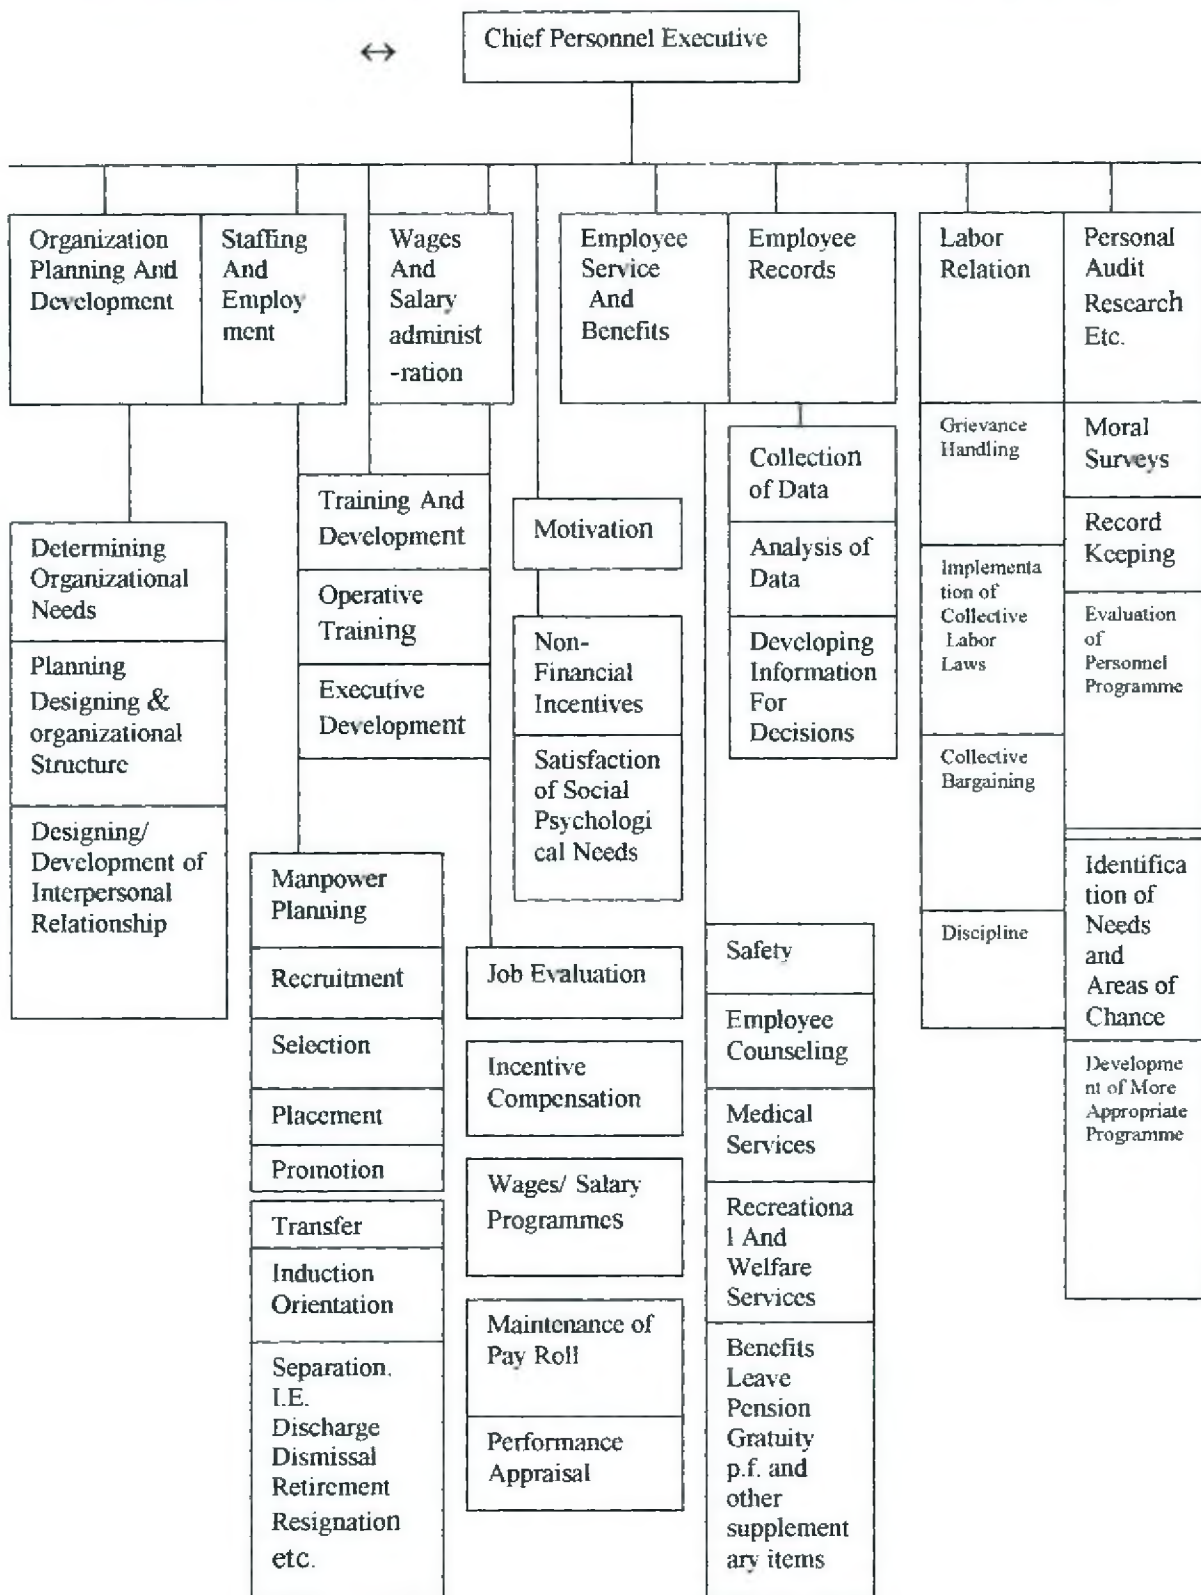 ↔
Chief Personnel Executive
Organization
Planning And
Development
Staffing
And
Employ
ment
Wages
And
Salary
administ
-ration
Employee
Service
And
Benefits
Employee
Records
Labor
Relation
Personal
Audit
Research
Etc.
Determining
Organizational
Needs
Planning
Designing &
organizational
Structure
Designing/
Development of
Interpersonal
Relationship
Training And
Development
Operative
Training
Executive
Development
Manpower
Planning
Recruitment
Selection
Placement
Promotion
Transfer
Induction
Orientation
Separation.
I.E.
Discharge
Dismissal
Retirement
Resignation
etc.
Motivation
Non-
Financial
Incentives
Satisfaction
of Social
Psychologi
cal Needs
Job Evaluation
Incentive
Compensation
Wages/ Salary
Programmes
Maintenance of
Pay Roll
Performance
Appraisal
Collection
of Data
Analysis of
Data
Developing
Information
For
Decisions
Safety
Employee
Counseling
Medical
Services
Recreationa
l And
Welfare
Services
Benefits
Leave
Pension
Gratuity
p.f. and
other
supplement
ary items
Grievance
Handling
Implementa
tion of
Collective
Labor
Laws
Collective
Bargaining
Discipline
Moral
Surveys
Record
Keeping
Evaluation
of
Personnel
Programme
Identifica
tion of
Needs
and
Areas of
Chance
Developme
nt of More
Appropriate
Programme